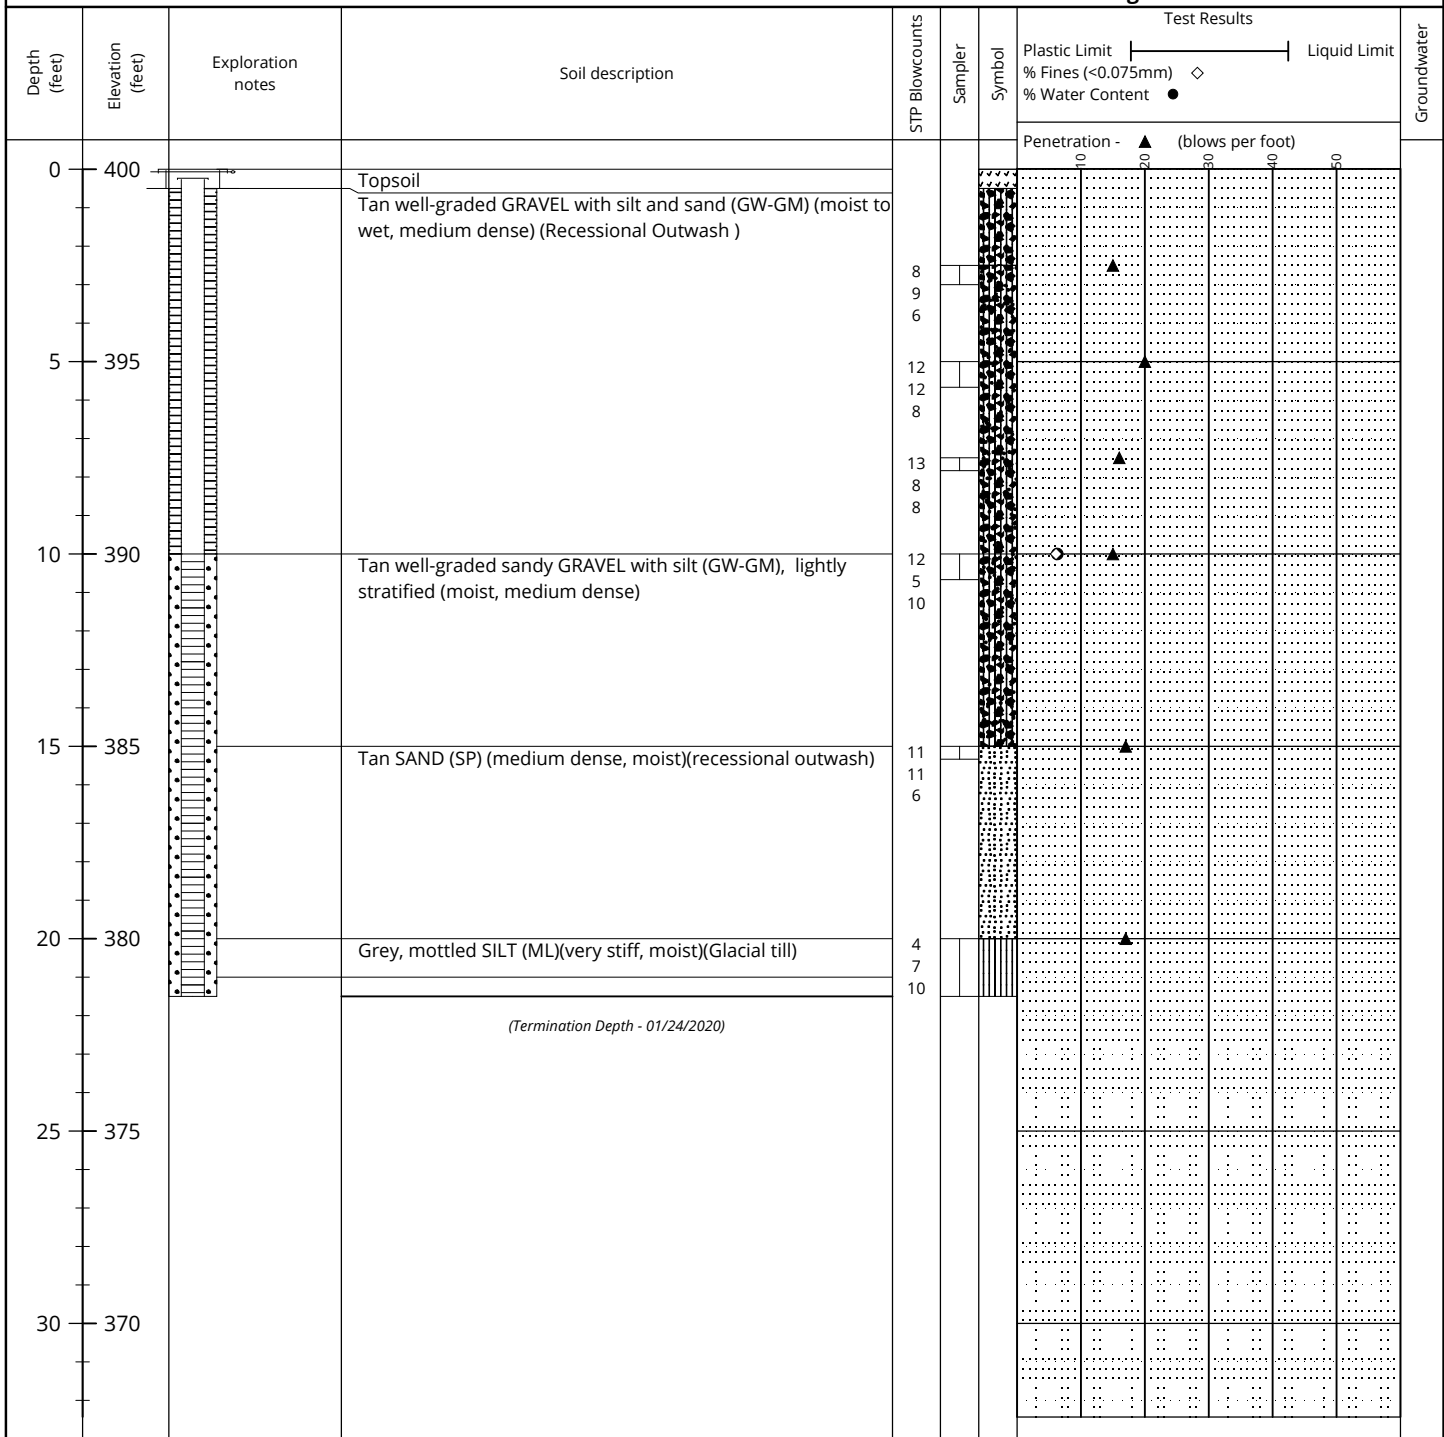 Depth
(feet)
Elevation
(feet)
Exploration
notes
Soil description
STP Blowcounts
Sampler
Symbol
Test Results
Plastic Limit
Liquid Limit
% Fines (<0.075mm)
% Water Content
Penetration - (blows per foot)
Groundwater
10
20
30
40
50
0 400
Topsoil
Tan well-graded GRAVEL with silt and sand (GW-GM) (moist to
wet, medium dense) (Recessional Outwash )
8
9
6
5 395
12
12
8
13
8
8
10 390
Tan well-graded sandy GRAVEL with silt (GW-GM), lightly
stratified (moist, medium dense)
12
5
10
15 385
Tan SAND (SP) (medium dense, moist)(recessional outwash)
11
11
6
20 380
Grey, mottled SILT (ML)(very stiff, moist)(Glacial till)
4
7
10
(Termination Depth - 01/24/2020)
25 375
30 370